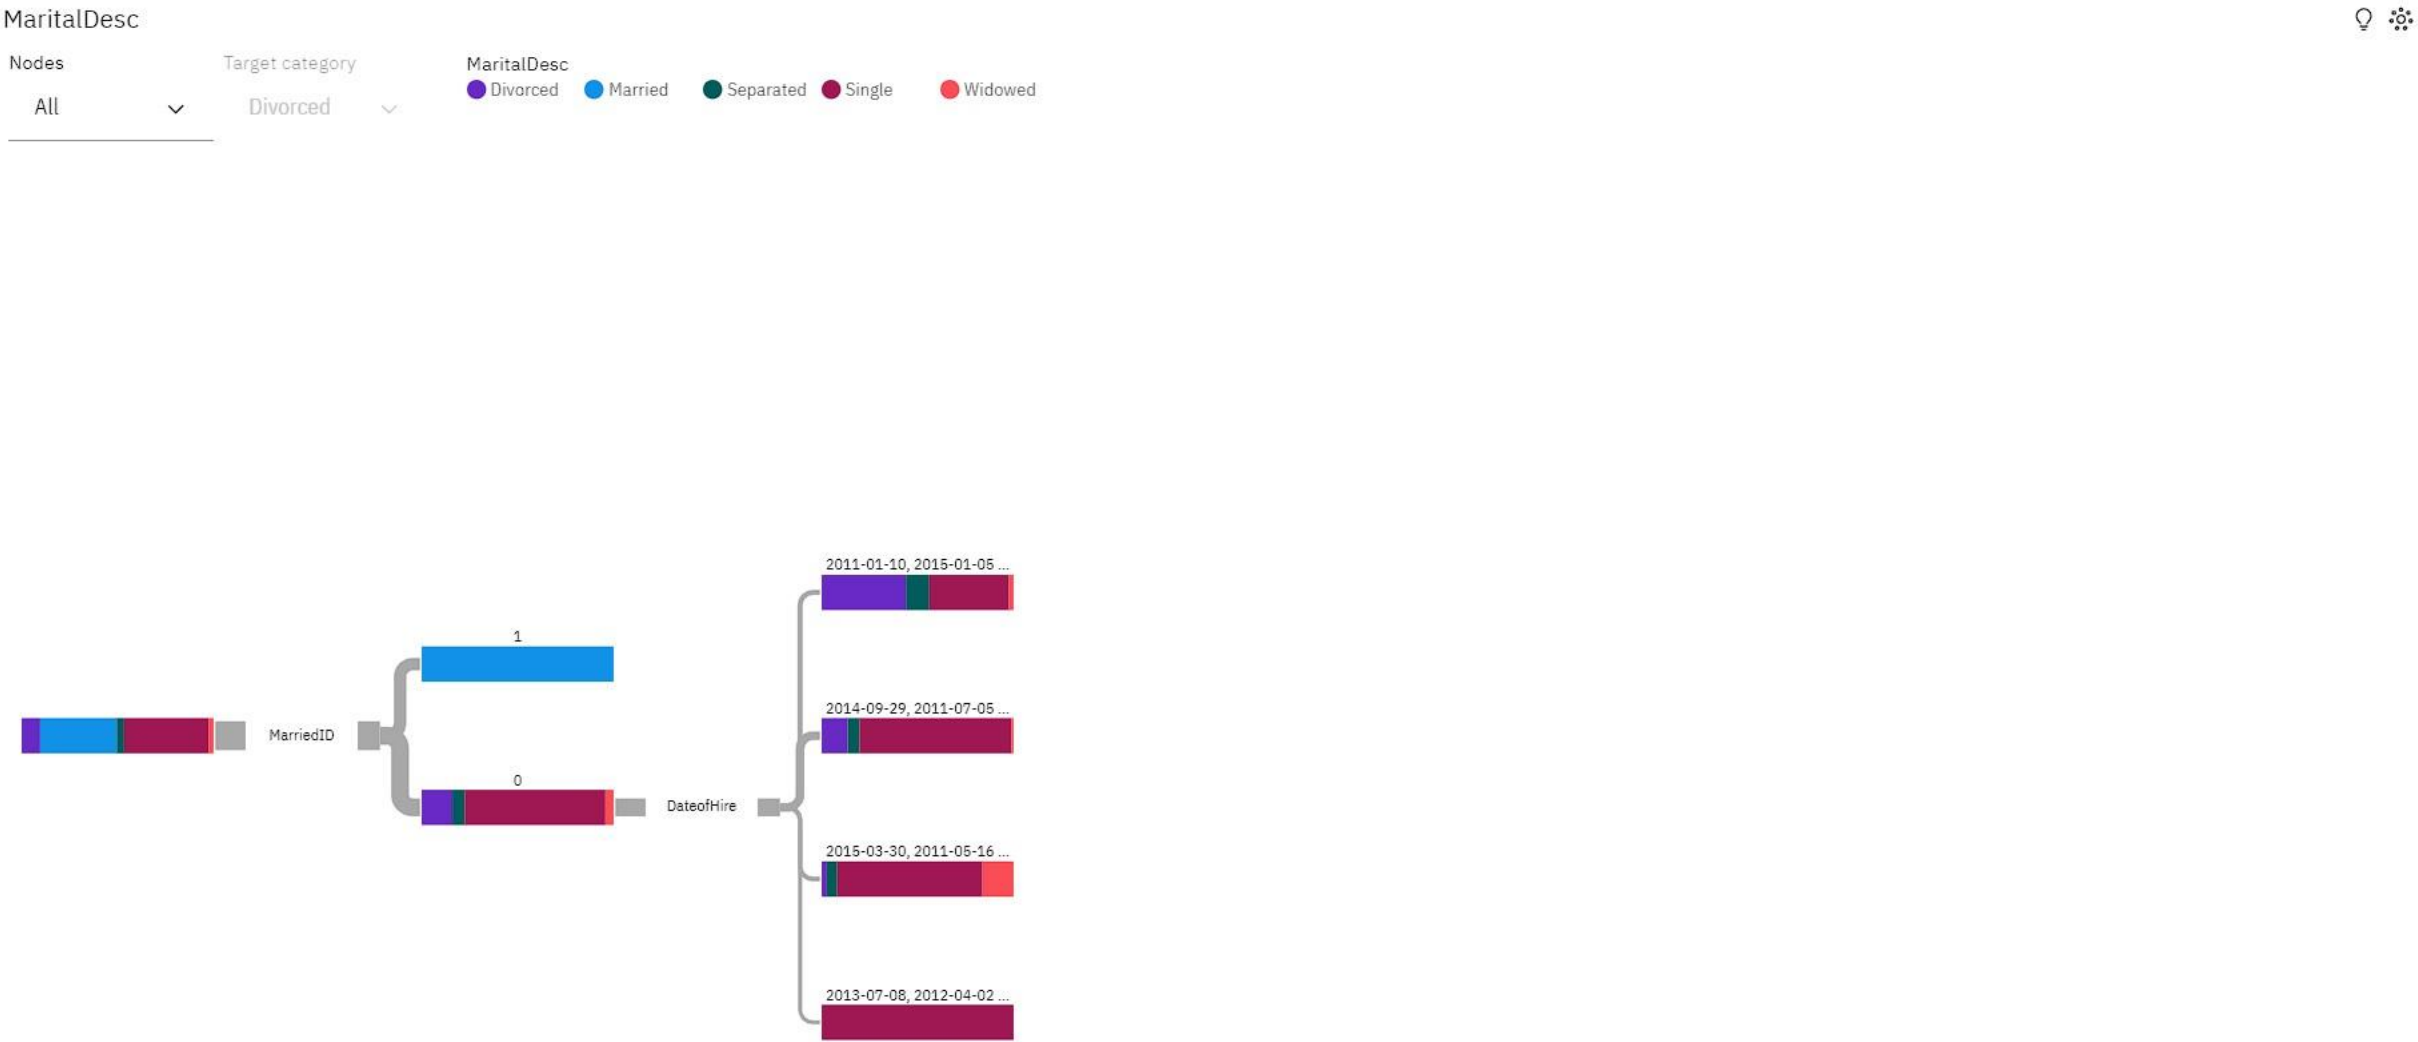 MaritalDesc
Nodes
Target category
MaritalDesc
All
Divorced
Divorced
Married
Separated
Single
Widowed
2011-01-10, 2015-01-05 ...
1
2014-09-29, 2011-07-05 ...
MarriedID
0
DateofHire
2015-03-30, 2011-05-16 ...
2013-07-08, 2012-04-02 ...